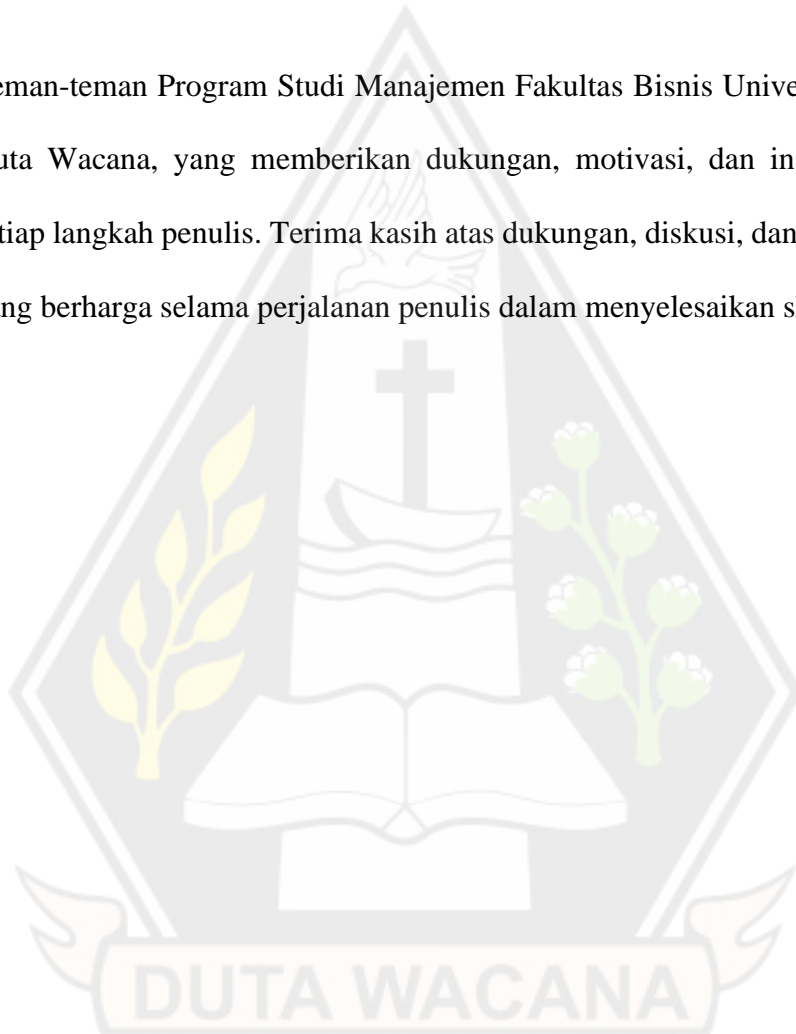 eman-teman Program Studi Manajemen Fakultas Bisnis Unive
uta Wacana, yang memberikan dukungan, motivasi, dan in
tiap langkah penulis. Terima kasih atas dukungan, diskusi, dan
ng berharga selama perjalanan penulis dalam menyelesaikan s
DUTA WACANA